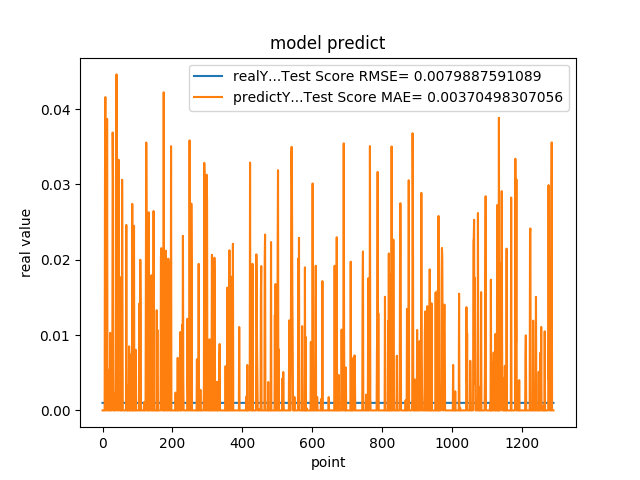 model predict
realY...Test Score RMSE= 0.0079887591089
predictY...Test Score MAE= 0.00370498307056
real value
0.04
0.03
0.02
0.01
0.00
0 200 400 600 800 1000 1200
point